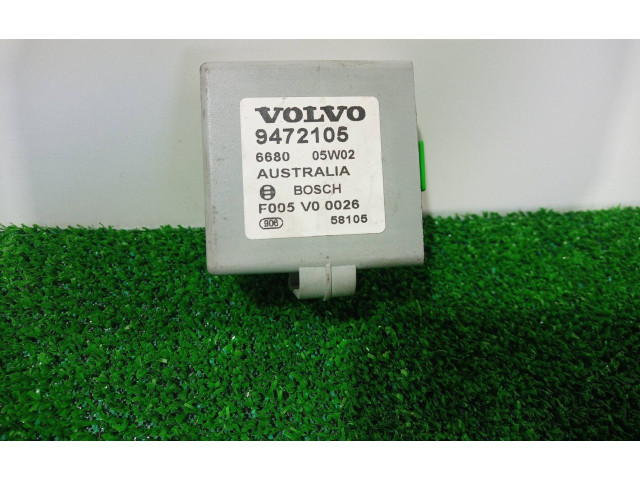 VOLVO
9472105
6680 05W02
AUSTRALIA
BOSCH
F005 V0 0026
906 58105